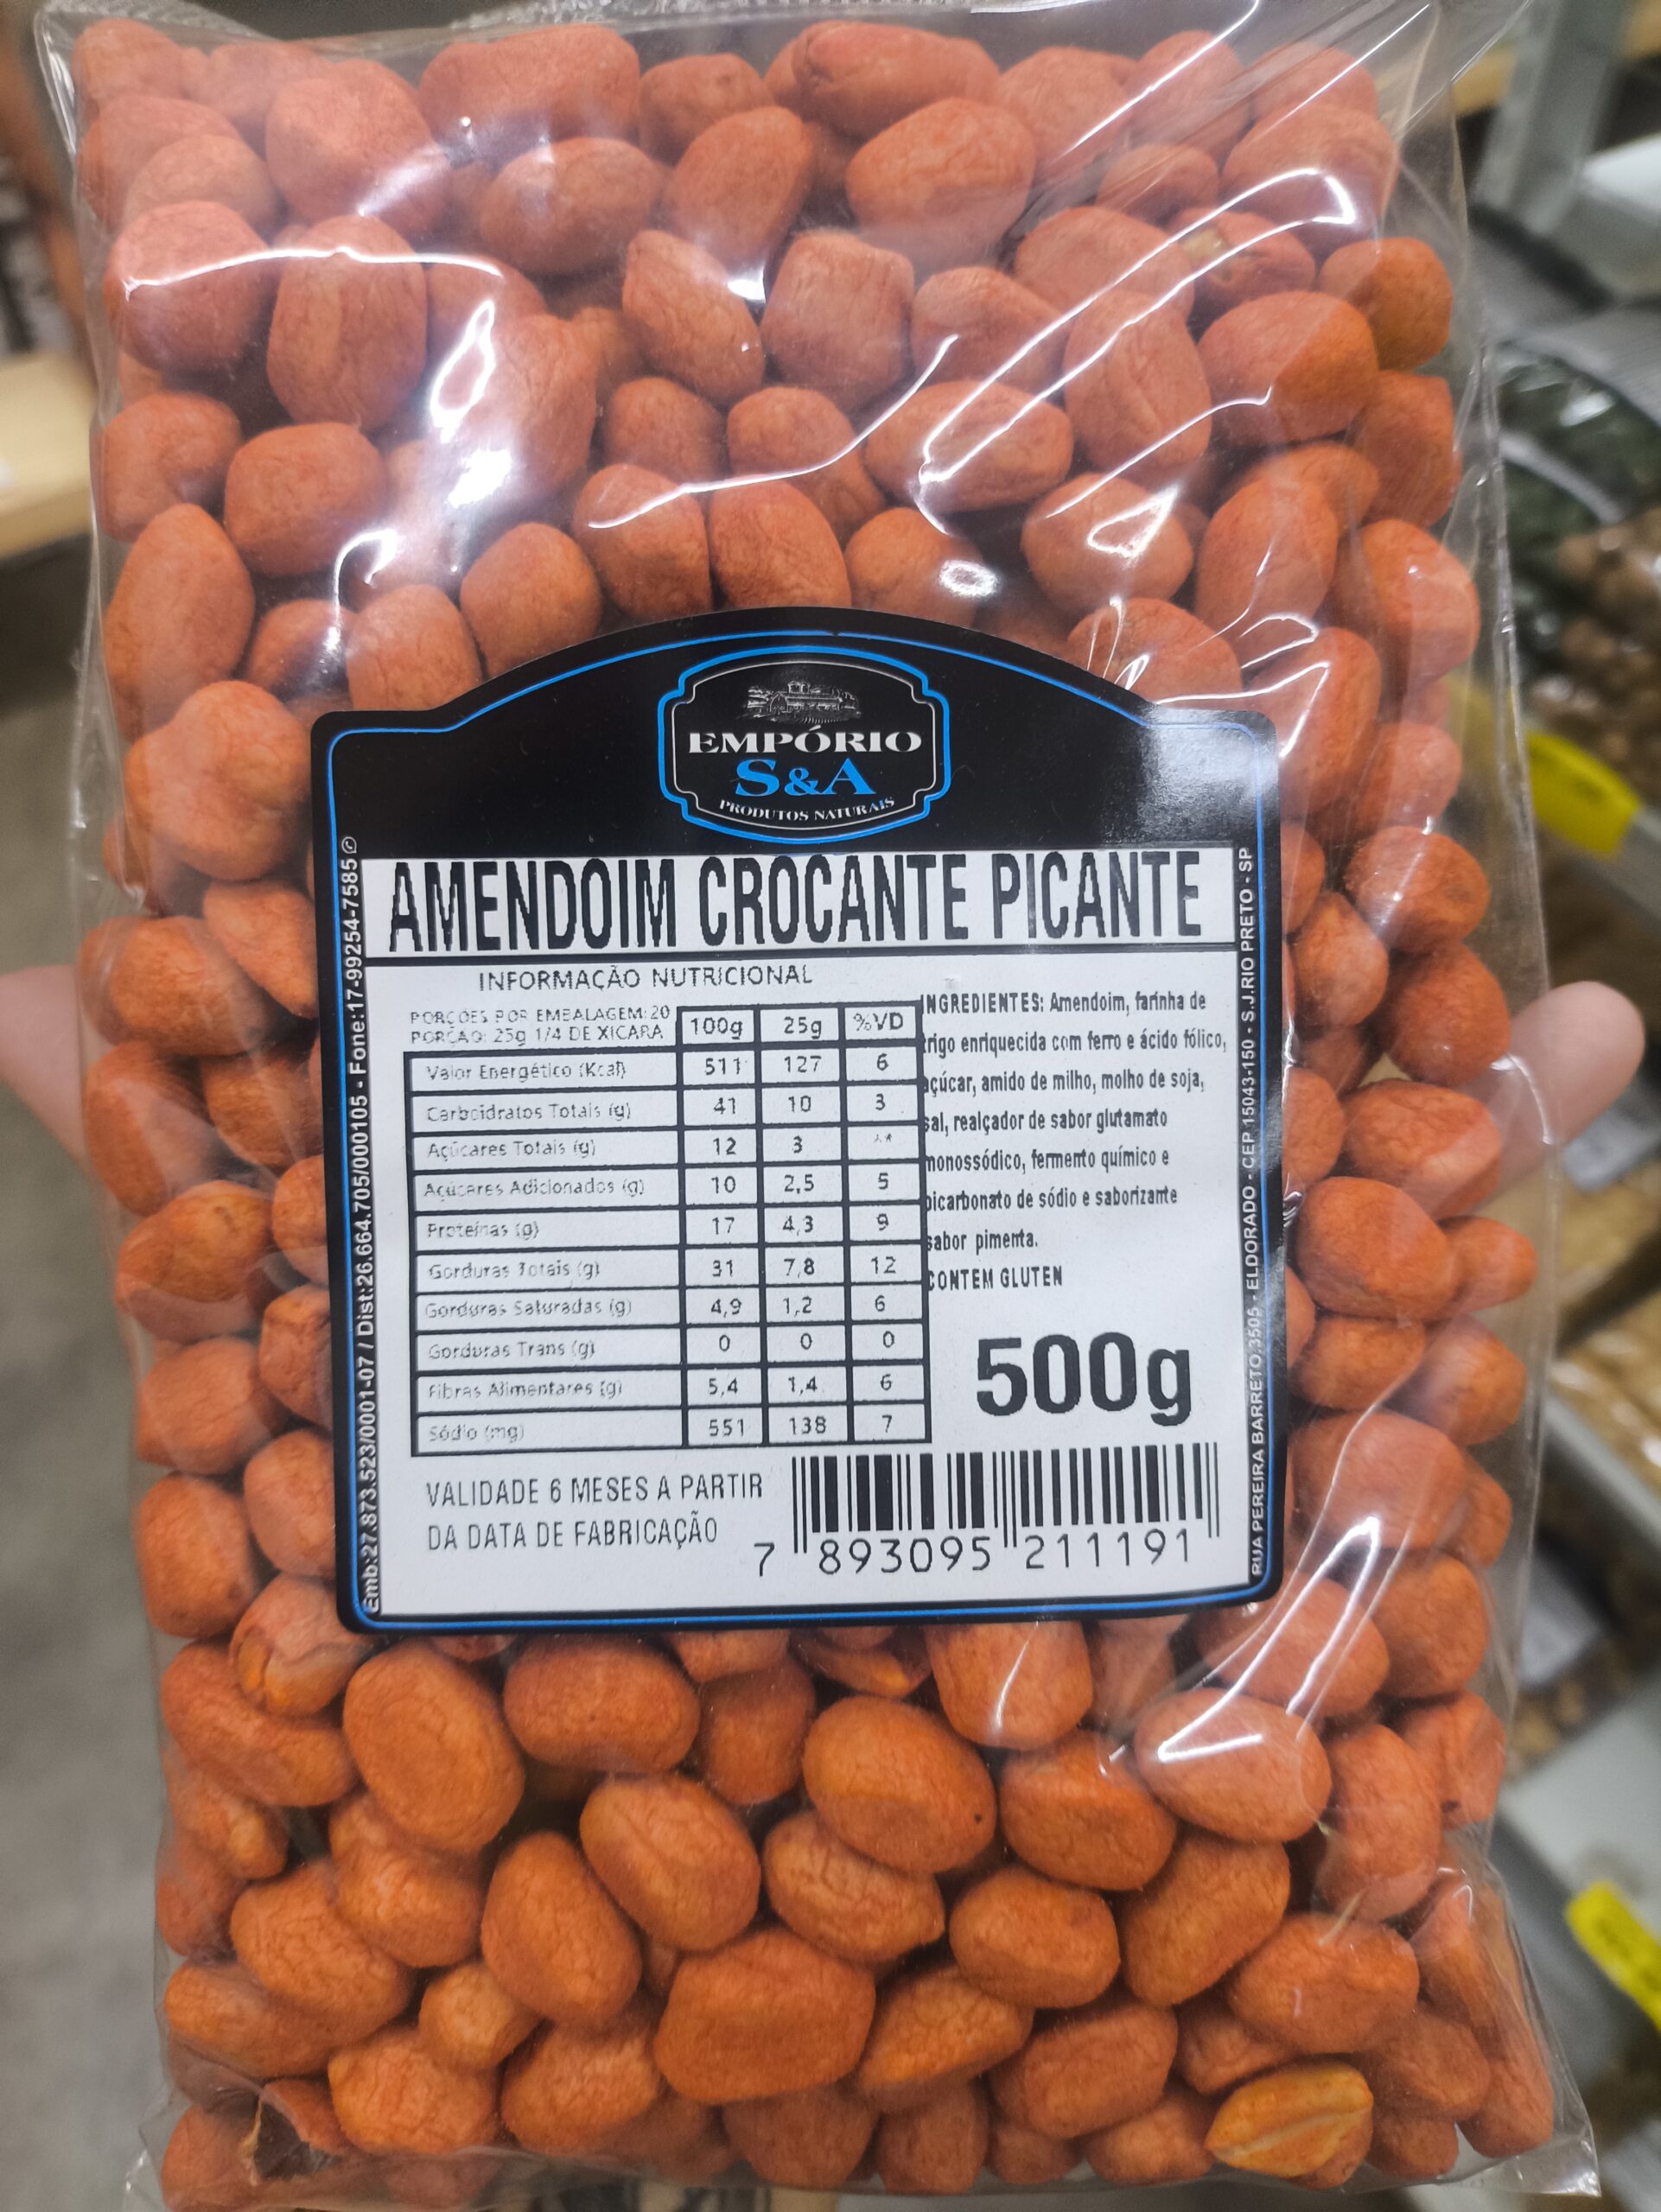 EMPÓRIO
S&A
PRODUTOS NATURAIS
AMENDOIM CROCANTE PICANTE
INFORMAÇÃO NUTRICIONAL
PORÇÕES POR EMBALAGEM: 20
PORÇÃO: 25g 1/4 DE XICARA
100g 25g %VD
Valor Energético (Kcal) 511 127 6
Carboidratos Totais (g) 41 10 3
Açúcares Totais (g) 12 3 **
Açúcares Adicionados (g) 10 2,5 5
Proteínas (g) 17 4,3 9
Gorduras Totais (g) 31 7,8 12
Gorduras Saturadas (g) 4,9 1,2 6
Gorduras Trans (g) 0 0 0
Fibras Alimentares (g) 5,4 1,4 6
Sódio (mg) 551 138 7
INGREDIENTES: Amendoim, farinha de
trigo enriquecida com ferro e ácido fólico,
açúcar, amido de milho, molho de soja,
sal, realçador de sabor glutamato
monossódico, fermento químico e
bicarbonato de sódio e saborizante
sabor pimenta.
CONTEM GLUTEN
500g
VALIDADE 6 MESES A PARTIR
DA DATA DE FABRICAÇÃO
7 893095 211191
Emb:27.873.523/0001-07 / Dist:26.664.705/000105 - Fone:17-99254-7585
RUA PEREIRA BARRETO,3505 - ELDORADO - CEP 15043-150 - S.J.RIO PRETO - SP